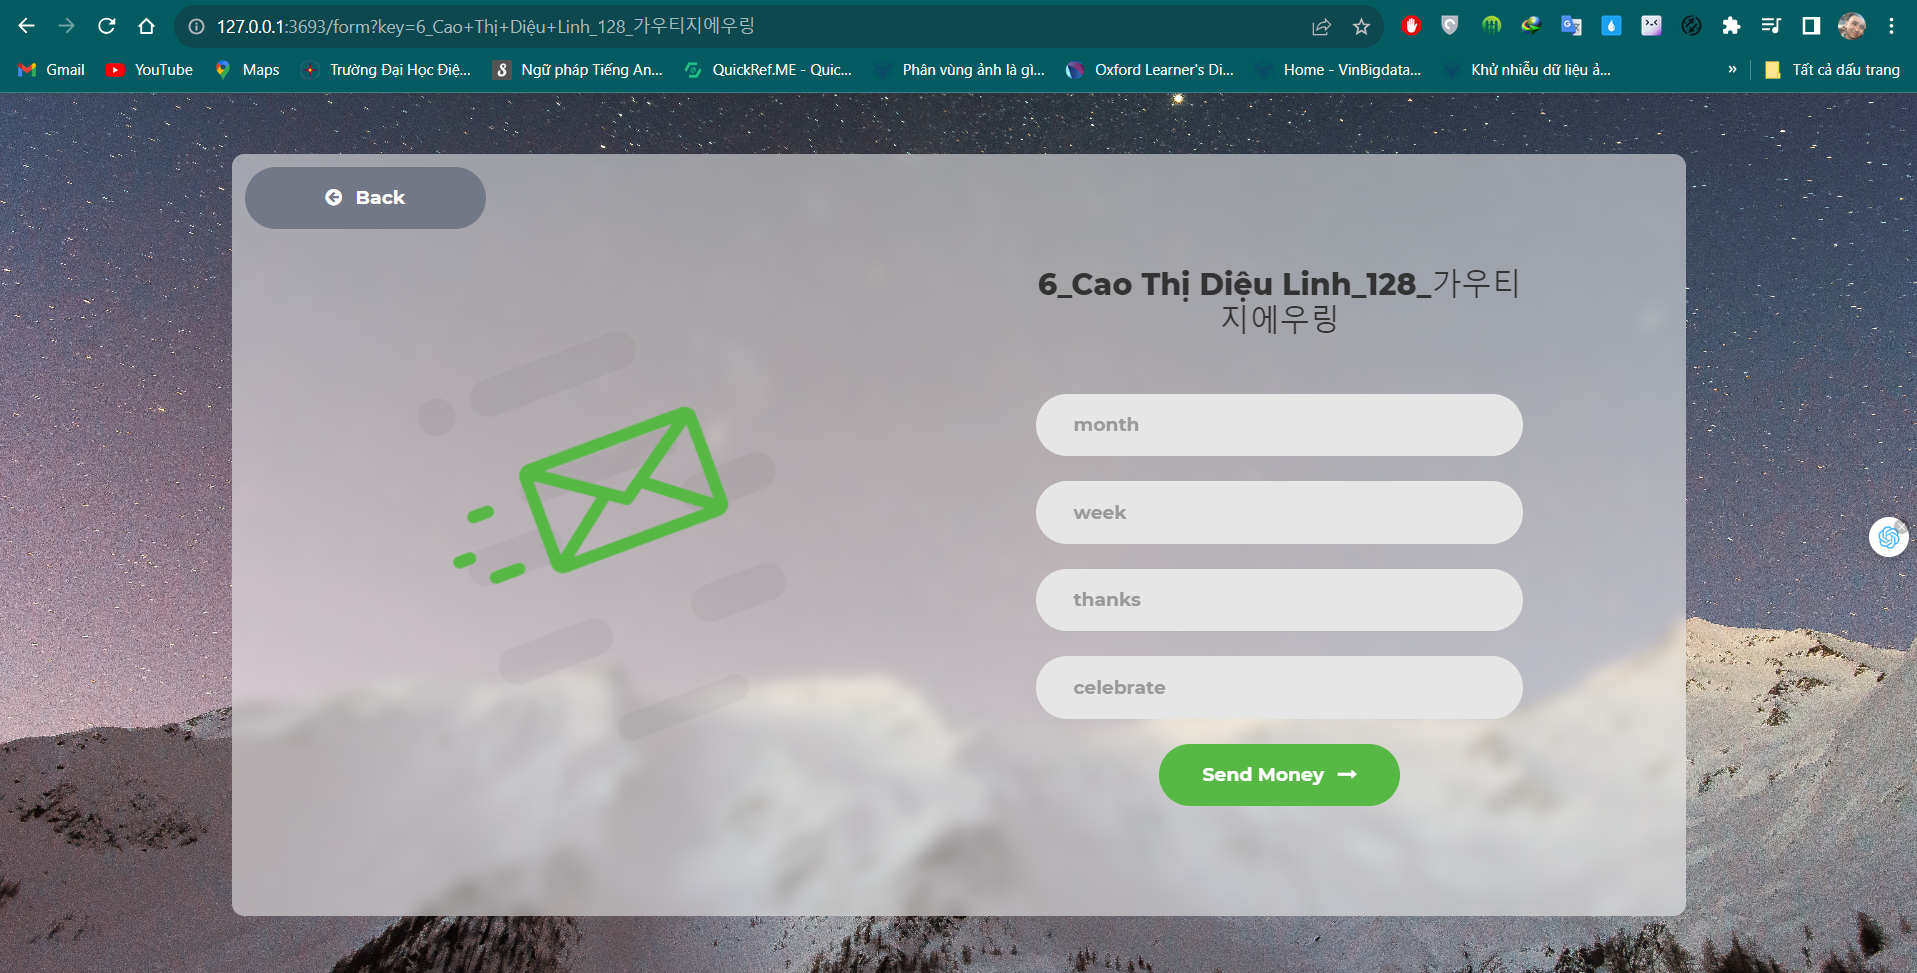 127.0.0.1:3693/form?key=6_Cao+Thị+Diệu+Linh_128_가우티지에우링
Gmail
YouTube
Maps
Trường Đại Học Điệ...
Ngữ pháp Tiếng An...
QuickRef.ME - Quic...
Phân vùng ảnh là gì...
Oxford Learner's Di...
Home - VinBigdata...
Khử nhiễu dữ liệu ả...
»
Tất cả dấu trang
Back
6_Cao Thị Diệu Linh_128_가우티
지에우링
month
week
thanks
celebrate
Send Money